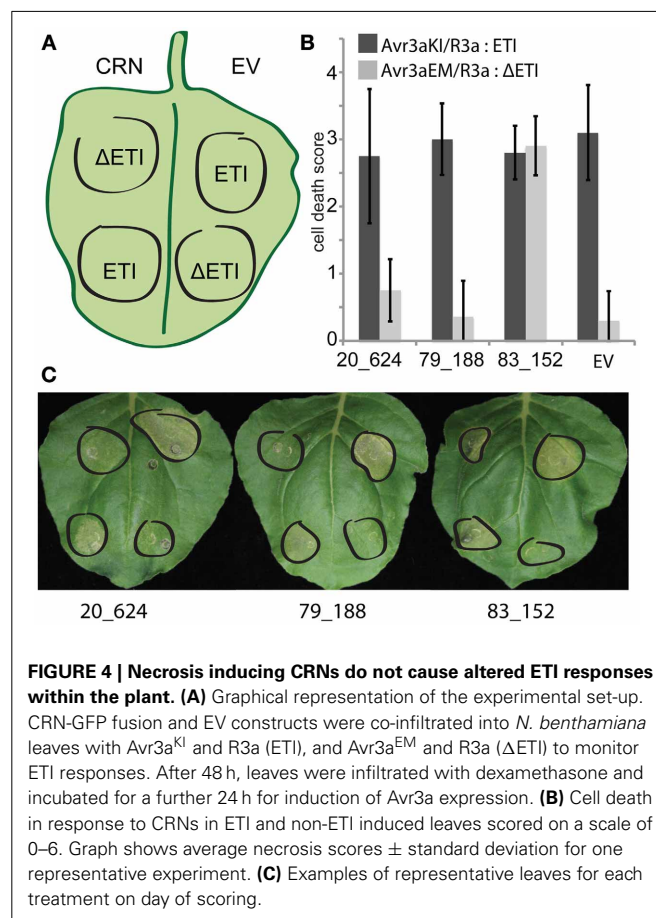 A
CRN
EV
ΔETI
ETI
ETI
ΔETI
B
Avr3aKI/R3a : ETI
Avr3aEM/R3a : ΔETI
cell death score
4
3
2
1
0
20_624
79_188
83_152
EV
C
20_624
79_188
83_152
FIGURE 4 | Necrosis inducing CRNs do not cause altered ETI responses
within the plant. (A) Graphical representation of the experimental set-up.
CRN-GFP fusion and EV constructs were co-infiltrated into N. benthamiana
leaves with Avr3a^KI and R3a (ETI), and Avr3a^EM and R3a (ΔETI) to monitor
ETI responses. After 48 h, leaves were infiltrated with dexamethasone and
incubated for a further 24 h for induction of Avr3a expression. (B) Cell death
in response to CRNs in ETI and non-ETI induced leaves scored on a scale of
0–6. Graph shows average necrosis scores ± standard deviation for one
representative experiment. (C) Examples of representative leaves for each
treatment on day of scoring.